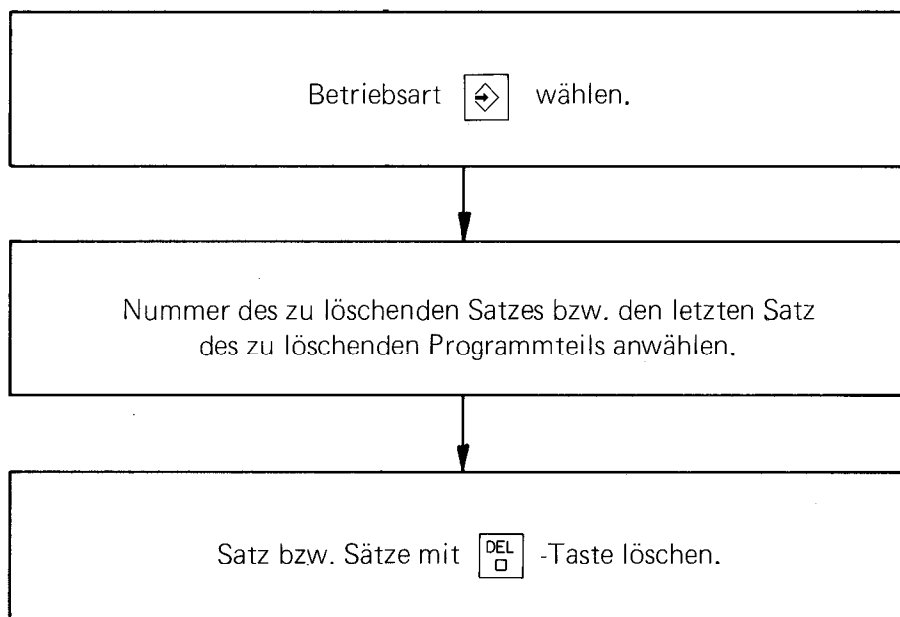 Betriebsart wählen.
Nummer des zu löschenden Satzes bzw. den letzten Satz
des zu löschenden Programmteils anwählen.
Satz bzw. Sätze mit DEL -Taste löschen.